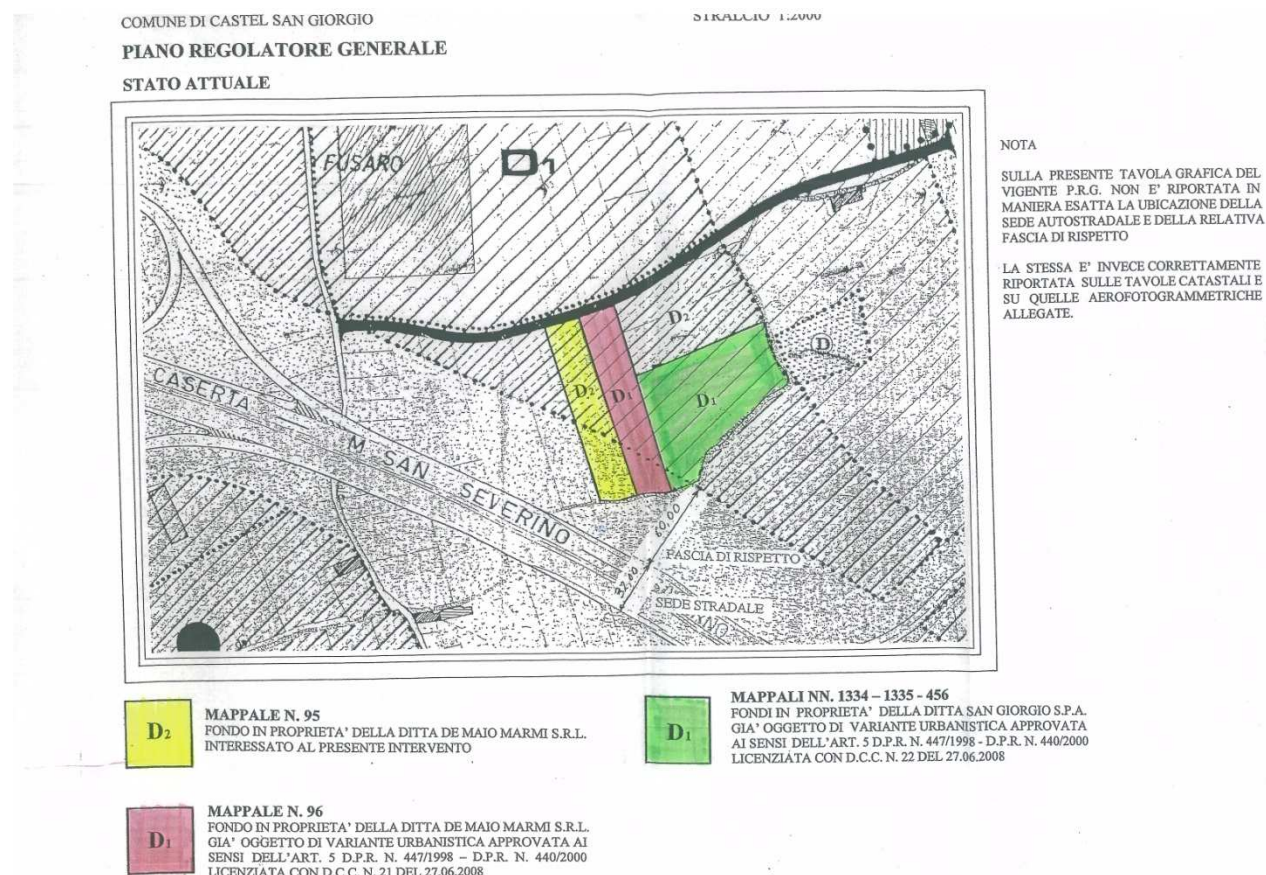 COMUNE DI CASTEL SAN GIORGIO
STRALCIO 1:2000
PIANO REGOLATORE GENERALE
STATO ATTUALE
FUSARO
D1
D2
D
D2
D1
D1
CASERTA
M. SAN SEVERINO
60,00
FASCIA DI RISPETTO
32,00
SEDE STRADALE
NOTA
SULLA PRESENTE TAVOLA GRAFICA DEL
VIGENTE P.R.G. NON E' RIPORTATA IN
MANIERA ESATTA LA UBICAZIONE DELLA
SEDE AUTOSTRADALE E DELLA RELATIVA
FASCIA DI RISPETTO
LA STESSA E' INVECE CORRETTAMENTE
RIPORTATA SULLE TAVOLE CATASTALI E
SU QUELLE AEROFOTOGRAMMETRICHE
ALLEGATE.
D2
MAPPALE N. 95
FONDO IN PROPRIETA' DELLA DITTA DE MAIO MARMI S.R.L.
INTERESSATO AL PRESENTE INTERVENTO
D1
MAPPALI NN. 1334 – 1335 - 456
FONDI IN PROPRIETA' DELLA DITTA SAN GIORGIO S.P.A.
GIA' OGGETTO DI VARIANTE URBANISTICA APPROVATA
AI SENSI DELL'ART. 5 D.P.R. N. 447/1998 - D.P.R. N. 440/2000
LICENZIATA CON D.C.C. N. 22 DEL 27.06.2008
D1
MAPPALE N. 96
FONDO IN PROPRIETA' DELLA DITTA DE MAIO MARMI S.R.L.
GIA' OGGETTO DI VARIANTE URBANISTICA APPROVATA AI
SENSI DELL'ART. 5 D.P.R. N. 447/1998 – D.P.R. N. 440/2000
LICENZIATA CON D.C.C. N. 21 DEL 27.06.2008